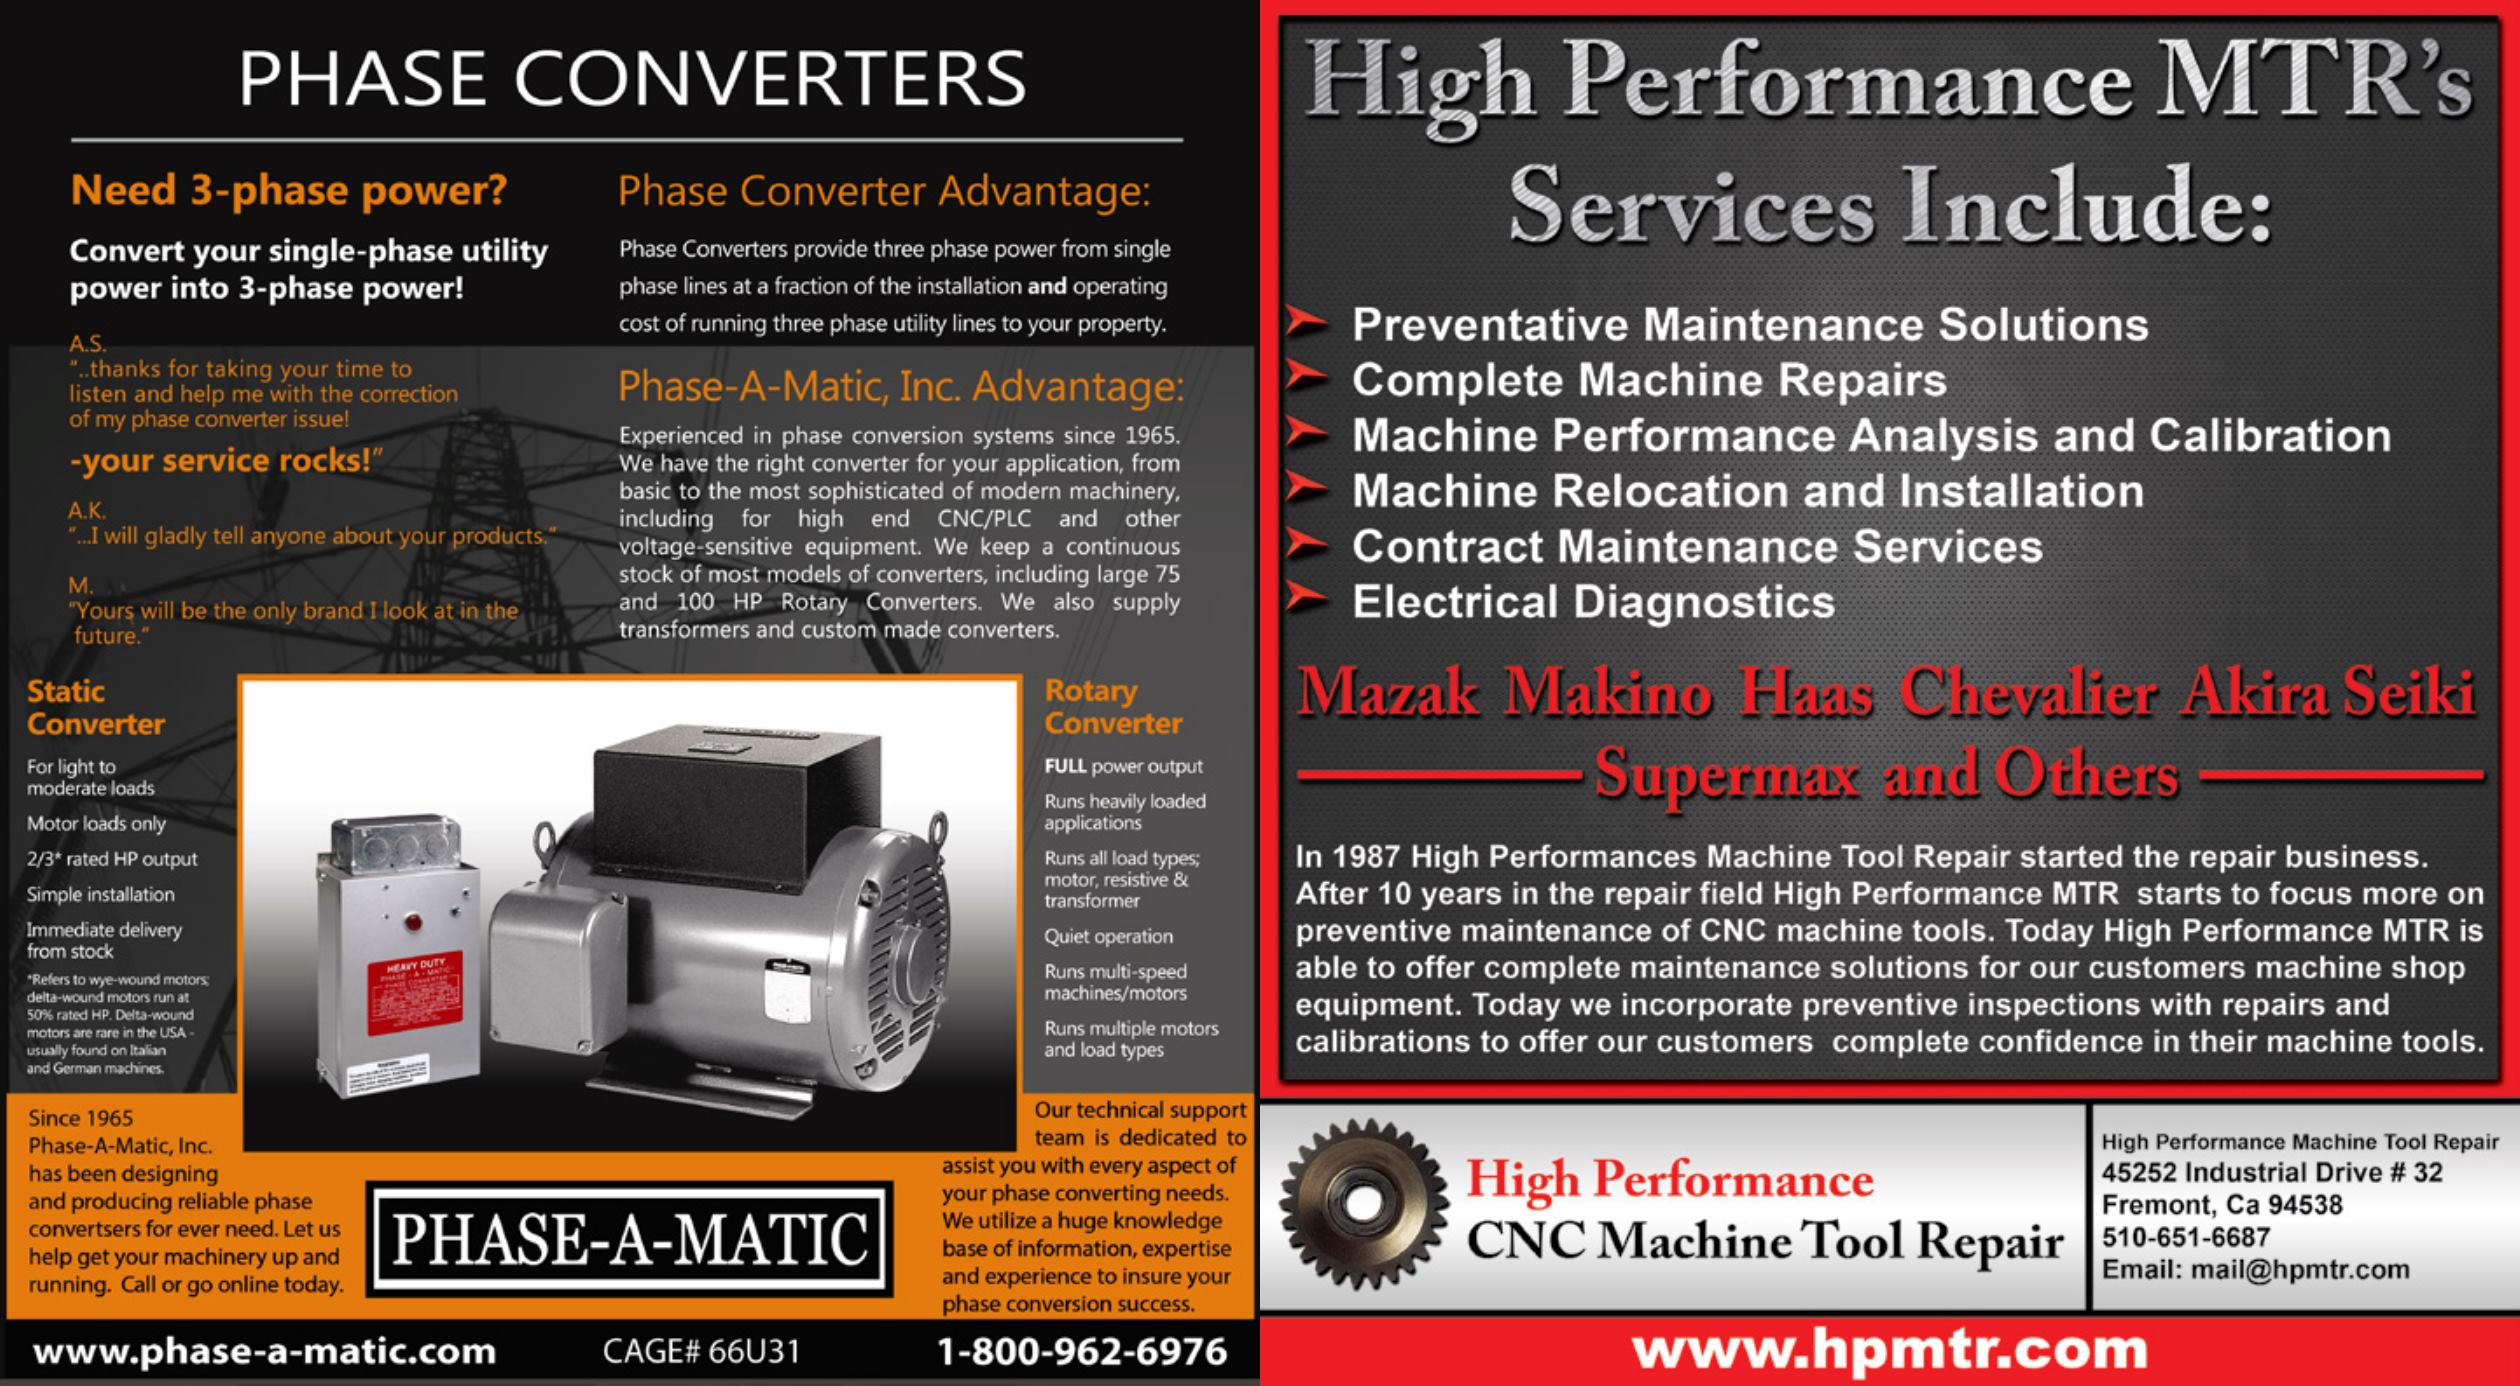 PHASE CONVERTERS
Need 3-phase power?
Convert your single-phase utility
power into 3-phase power!
A.S.
"..thanks for taking your time to
listen and help me with the correction
of my phase converter issue!
-your service rocks!"
A.K.
"...I will gladly tell anyone about your products."
M.
"Yours will be the only brand I look at in the
future."
Phase Converter Advantage:
Phase Converters provide three phase power from single
phase lines at a fraction of the installation and operating
cost of running three phase utility lines to your property.
Phase-A-Matic, Inc. Advantage:
Experienced in phase conversion systems since 1965.
We have the right converter for your application, from
basic to the most sophisticated of modern machinery,
including for high end CNC/PLC and other
voltage-sensitive equipment. We keep a continuous
stock of most models of converters, including large 75
and 100 HP Rotary Converters. We also supply
transformers and custom made converters.
Static
Converter
For light to
moderate loads
Motor loads only
2/3* rated HP output
Simple installation
Immediate delivery
from stock
*Refers to wye-wound motors;
delta-wound motors run at
50% rated HP. Delta-wound
motors are rare in the USA -
usually found on Italian
and German machines.
HEAVY DUTY
PHASE-A-MATIC
Rotary
Converter
FULL power output
Runs heavily loaded
applications
Runs all load types;
motor, resistive &
transformer
Quiet operation
Runs multi-speed
machines/motors
Runs multiple motors
and load types
Since 1965
Phase-A-Matic, Inc.
has been designing
and producing reliable phase
convertsers for ever need. Let us
help get your machinery up and
running. Call or go online today.
PHASE-A-MATIC
Our technical support
team is dedicated to
assist you with every aspect of
your phase converting needs.
We utilize a huge knowledge
base of information, expertise
and experience to insure your
phase conversion success.
www.phase-a-matic.com
CAGE# 66U31
1-800-962-6976
High Performance MTR's
Services Include:
Preventative Maintenance Solutions
Complete Machine Repairs
Machine Performance Analysis and Calibration
Machine Relocation and Installation
Contract Maintenance Services
Electrical Diagnostics
Mazak Makino Haas Chevalier Akira Seiki
Supermax and Others
In 1987 High Performances Machine Tool Repair started the repair business.
After 10 years in the repair field High Performance MTR starts to focus more on
preventive maintenance of CNC machine tools. Today High Performance MTR is
able to offer complete maintenance solutions for our customers machine shop
equipment. Today we incorporate preventive inspections with repairs and
calibrations to offer our customers complete confidence in their machine tools.
High Performance
CNC Machine Tool Repair
High Performance Machine Tool Repair
45252 Industrial Drive # 32
Fremont, Ca 94538
510-651-6687
Email: mail@hpmtr.com
www.hpmtr.com